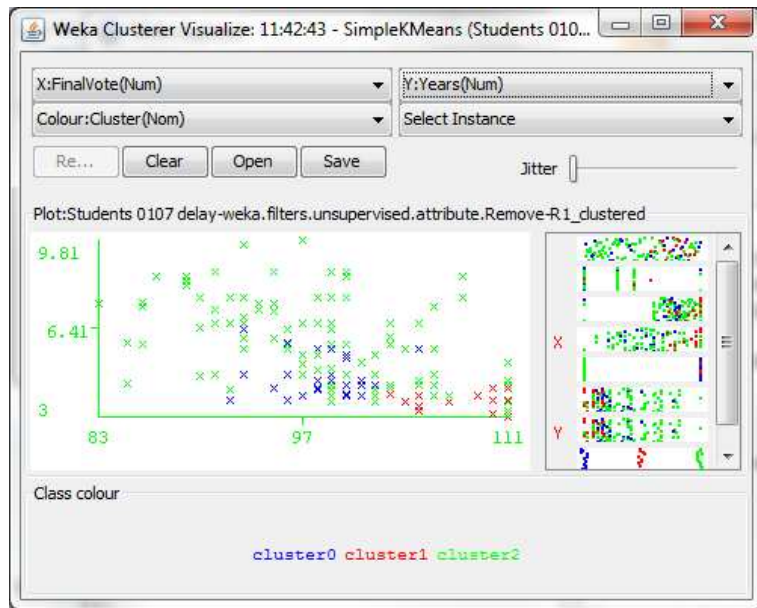 Weka Clusterer Visualize: 11:42:43 - SimpleKMeans (Students 010...
X:FinalVote(Num)
Y:Years(Num)
Colour:Cluster(Nom)
Select Instance
Re...
Clear
Open
Save
Jitter
Plot:Students 0107 delay-weka.filters.unsupervised.attribute.Remove-R1_clustered
9.81
6.41
3
83
97
111
X
Y
Class colour
cluster0 cluster1 cluster2